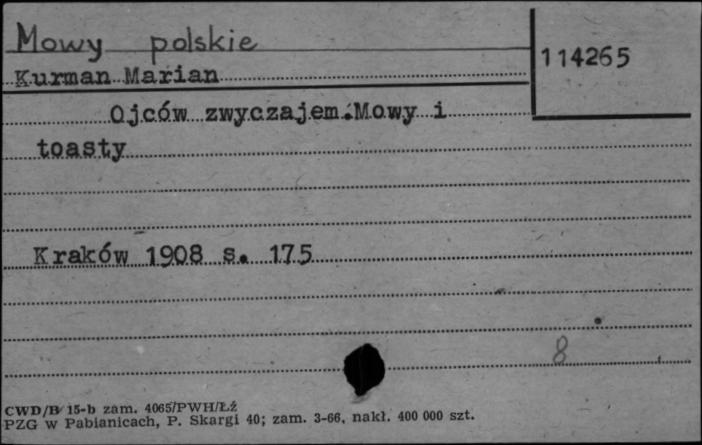 Mowy polskie
114265
Kurman Marian
Ojców zwyczajem.Mowy i
toasty
Kraków 1908 s. 175
8
CWD/B/ 15-b zam. 4065/PWH/Łź
PZG w Pabianicach, P. Skargi 40; zam. 3-66, nakł. 400 000 szt.